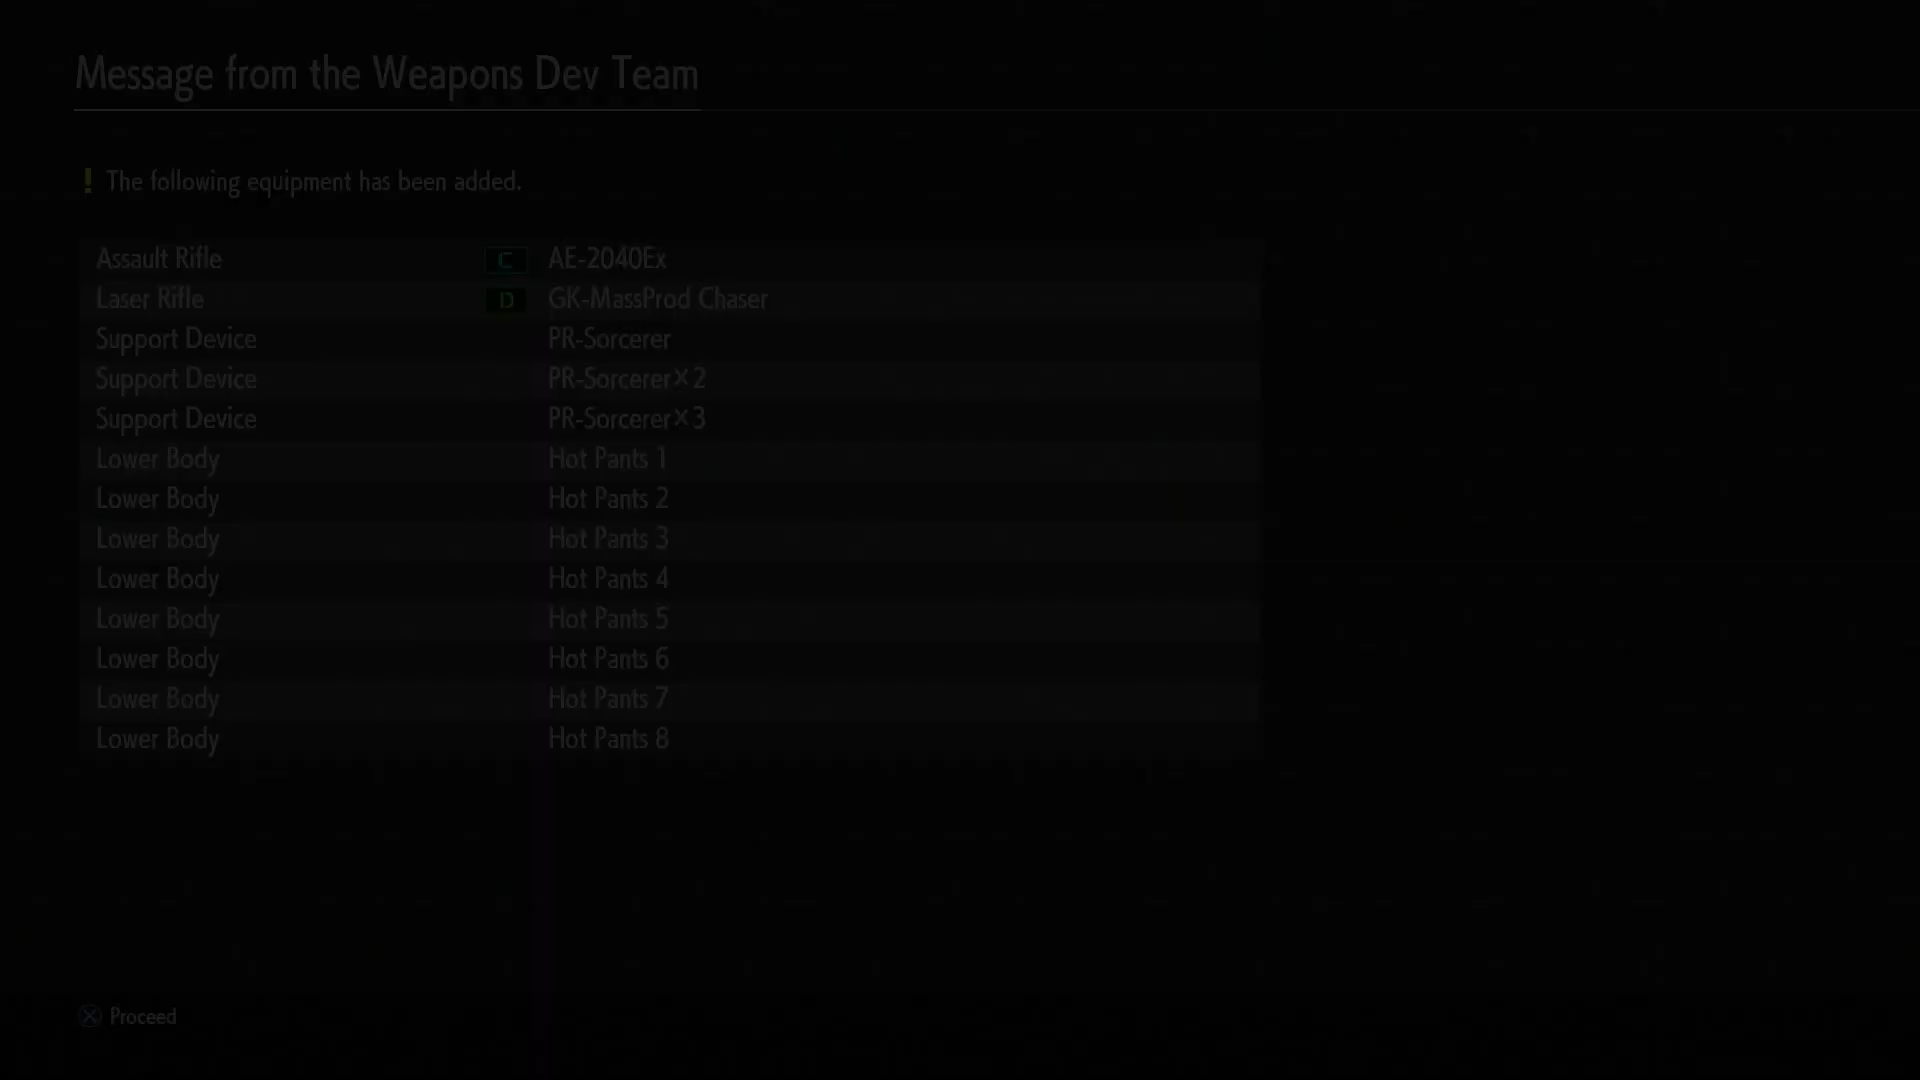 Message from the Weapons Dev Team
! The following equipment has been added.
Assault Rifle C AE-2040Ex
Laser Rifle D GK-MassProd Chaser
Support Device PR-Sorcerer
Support Device PR-Sorcerer×2
Support Device PR-Sorcerer×3
Lower Body Hot Pants 1
Lower Body Hot Pants 2
Lower Body Hot Pants 3
Lower Body Hot Pants 4
Lower Body Hot Pants 5
Lower Body Hot Pants 6
Lower Body Hot Pants 7
Lower Body Hot Pants 8
Proceed